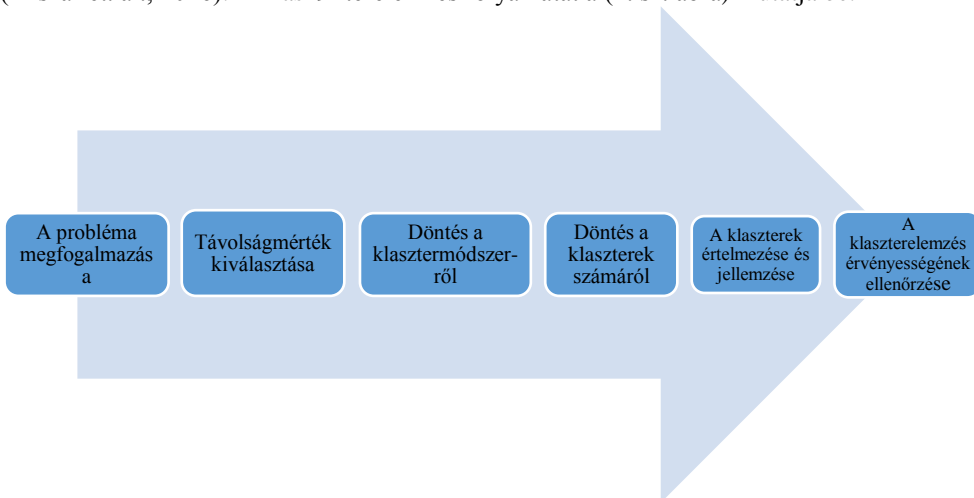 A probléma
megfogalmazás
a
Távolságmérték
kiválasztása
Döntés a
klasztermódszer-
ről
Döntés a
klaszterek
számáról
A klaszterek
értelmezése és
jellemzése
A
klaszterelemzés
érvényességének
ellenőrzése